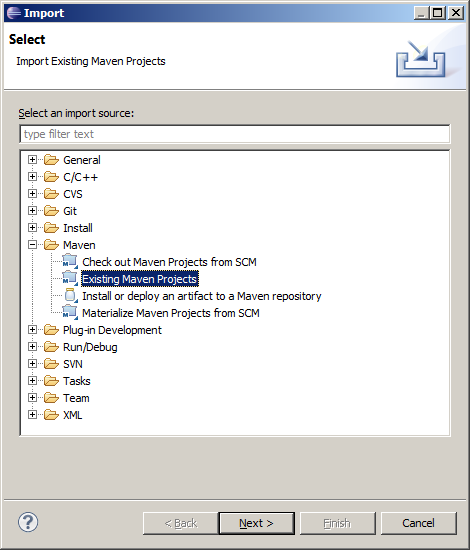 Import
Select
Import Existing Maven Projects
Select an import source:
type filter text
General
C/C++
CVS
Git
Install
Maven
Check out Maven Projects from SCM
Existing Maven Projects
Install or deploy an artifact to a Maven repository
Materialize Maven Projects from SCM
Plug-in Development
Run/Debug
SVN
Tasks
Team
XML
? < Back Next > Finish Cancel